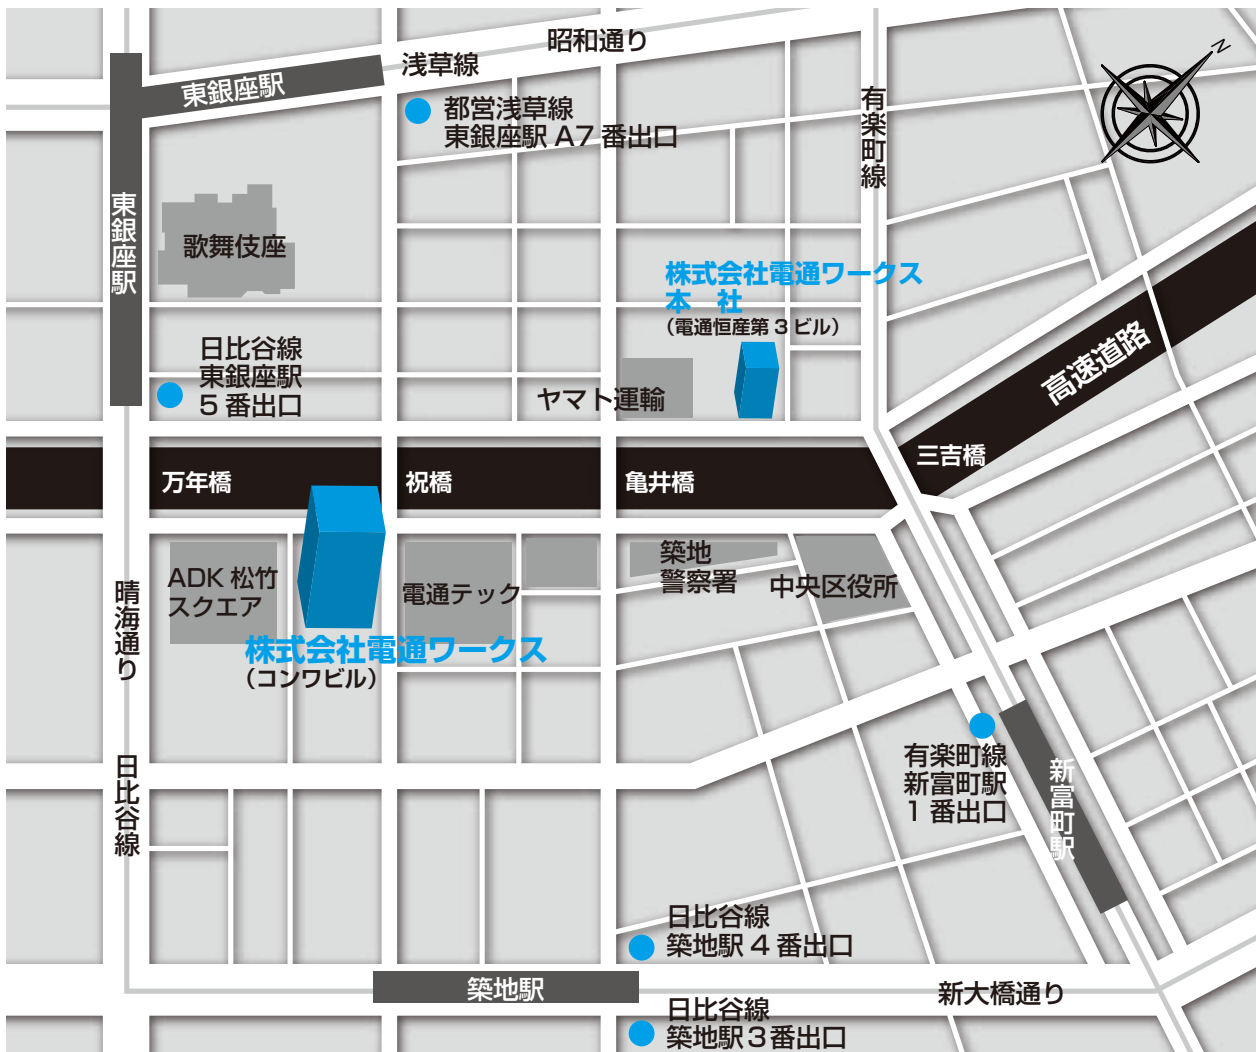 昭和通り
浅草線
東銀座駅
都営浅草線
東銀座駅 A7 番出口
有楽町線
N
東銀座駅
歌舞伎座
株式会社電通ワークス
本 社
（電通恒産第 3 ビル）
日比谷線
東銀座駅
5 番出口
ヤマト運輸
高速道路
三吉橋
万年橋
祝橋
亀井橋
ADK 松竹
スクエア
電通テック
築地
警察署
中央区役所
晴海通り
株式会社電通ワークス
（コンワビル）
日比谷線
有楽町線
新富町駅
1 番出口
新富町駅
日比谷線
築地駅 4 番出口
築地駅
新大橋通り
日比谷線
築地駅 3 番出口